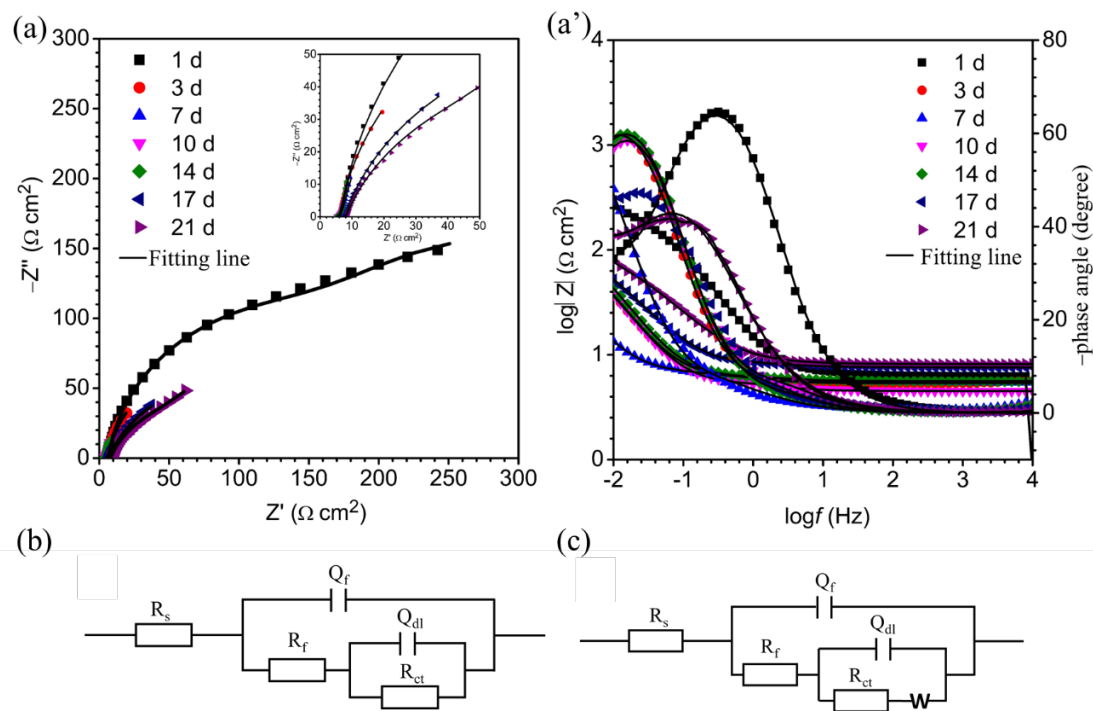 (a)
300
250
200
150
100
50
0
–Z'' (Ω cm2)
1 d
3 d
7 d
10 d
14 d
17 d
21 d
Fitting line
50
40
30
20
10
0
–Z'' (Ω cm2)
0 10 20 30 40 50
Z' (Ω cm2)
0 50 100 150 200 250 300
Z' (Ω cm2)
(a’)
4
3
2
1
0
log| Z| (Ω cm2)
1 d
3 d
7 d
10 d
14 d
17 d
21 d
Fitting line
80
60
40
20
0
–phase angle (degree)
-2 -1 0 1 2 3 4
logf (Hz)
(b)
Rs
Qf
Rf
Qdl
Rct
(c)
Rs
Qf
Rf
Qdl
Rct
W